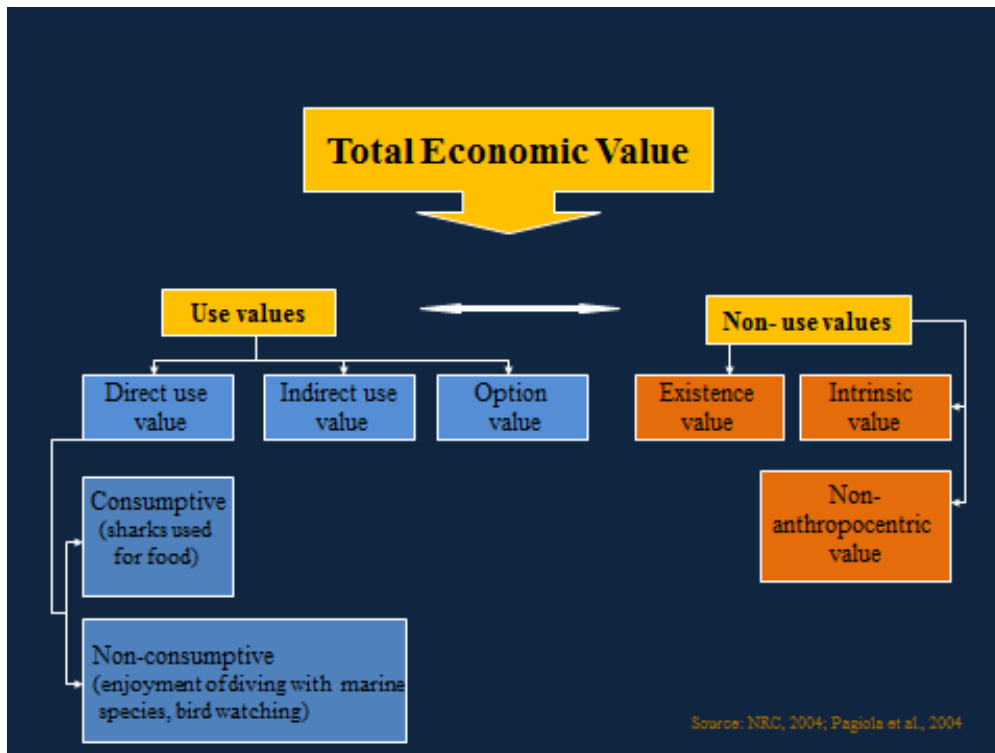 Total Economic Value
Use values
Non- use values
Direct use
value
Indirect use
value
Option
value
Existence
value
Intrinsic
value
Consumptive
(sharks used
for food)
Non-
anthropocentric
value
Non-consumptive
(enjoyment of diving with marine
species, bird watching)
Source: NRC, 2004; Pagiola et al., 2004